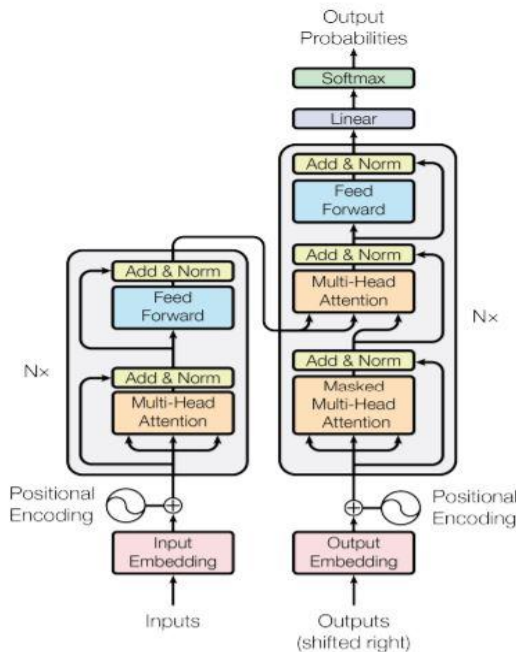 Output
Probabilities
Softmax
Linear
Add & Norm
Feed
Forward
Add & Norm
Multi-Head
Attention
Add & Norm
Masked
Multi-Head
Attention
N×
Add & Norm
Feed
Forward
Add & Norm
Multi-Head
Attention
N×
Positional
Encoding
Positional
Encoding
Input
Embedding
Output
Embedding
Inputs
Outputs
(shifted right)